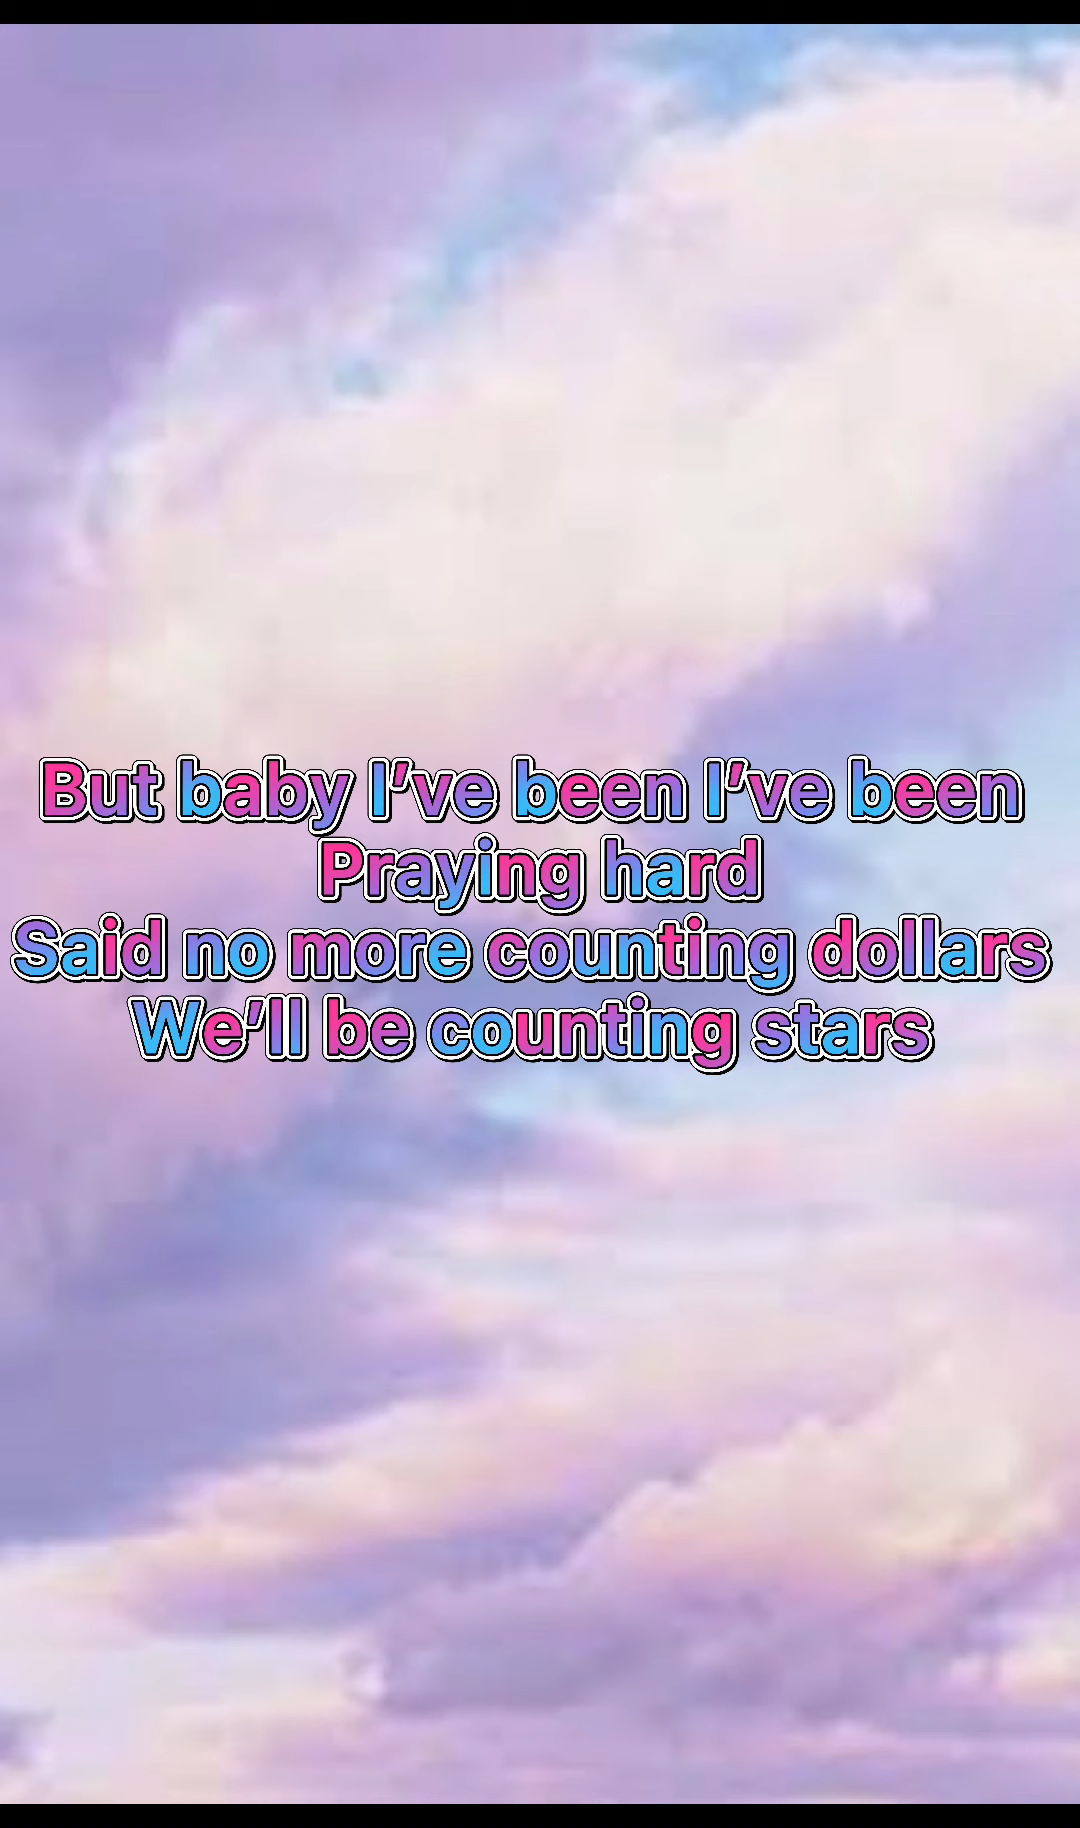 But baby I've been I've been
Praying hard
Said no more counting dollars
We'll be counting stars